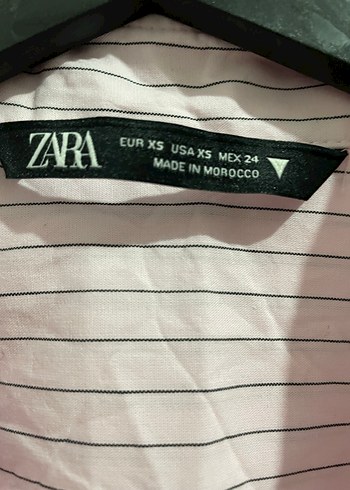 ZARA
EUR XS USA XS MEX 24
MADE IN MOROCCO